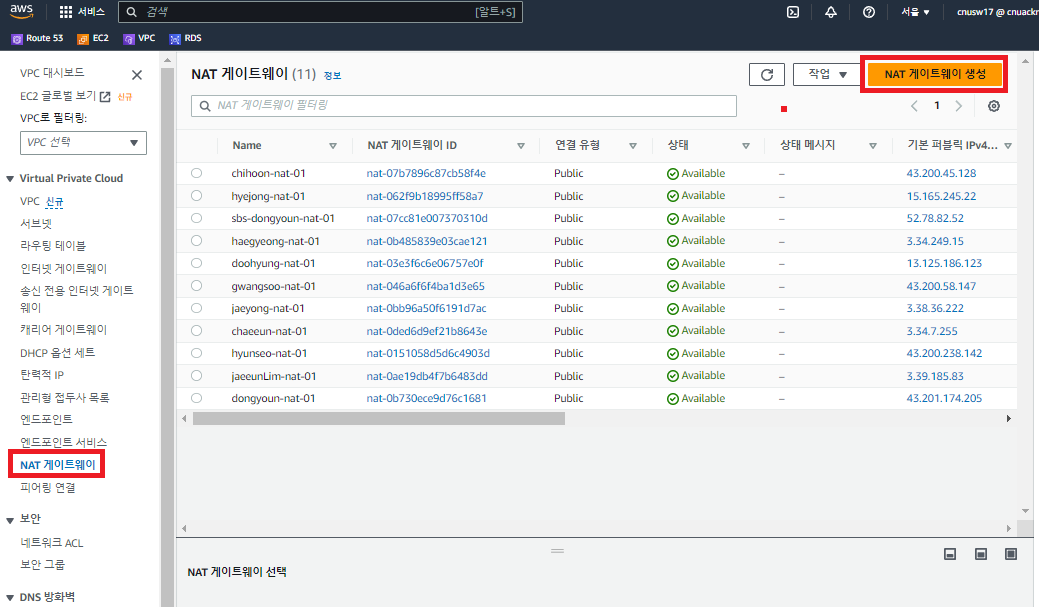 aws
서비스
검색
[알트+S]
서울 ▼
cnusw17 @ cnuackr
Route 53
EC2
VPC
RDS
VPC 대시보드
EC2 글로벌 보기
신규
VPC로 필터링:
VPC 선택
Virtual Private Cloud
VPC 신규
서브넷
라우팅 테이블
인터넷 게이트웨이
송신 전용 인터넷 게이트
웨이
캐리어 게이트웨이
DHCP 옵션 세트
탄력적 IP
관리형 접두사 목록
엔드포인트
엔드포인트 서비스
NAT 게이트웨이
피어링 연결
보안
네트워크 ACL
보안 그룹
DNS 방화벽
NAT 게이트웨이 (11) 정보
작업 ▼
NAT 게이트웨이 생성
NAT 게이트웨이 필터링
1
Name NAT 게이트웨이 ID 연결 유형 상태 상태 메시지 기본 퍼블릭 IPv4...
chihoon-nat-01 nat-07b7896c87cb58f4e Public Available – 43.200.45.128
hyejong-nat-01 nat-062f9b18995ff58a7 Public Available – 15.165.245.22
sbs-dongyoun-nat-01 nat-07cc81e007370310d Public Available – 52.78.82.52
haegyeong-nat-01 nat-0b485839e03cae121 Public Available – 3.34.249.15
doohyung-nat-01 nat-03e3f6c6e06757e0f Public Available – 13.125.186.123
gwangsoo-nat-01 nat-046a6f6f4ba1d3e65 Public Available – 43.200.58.147
jaeyong-nat-01 nat-0bb96a50f6191d7ac Public Available – 3.38.36.222
chaeeun-nat-01 nat-0ded6d9ef21b8643e Public Available – 3.34.7.255
hyunseo-nat-01 nat-0151058d5d6c4903d Public Available – 43.200.238.142
jaeeunLim-nat-01 nat-0ae19db4f7b6483dd Public Available – 3.39.185.83
dongyoun-nat-01 nat-0b730ece9d76c1681 Public Available – 43.201.174.205
NAT 게이트웨이 선택